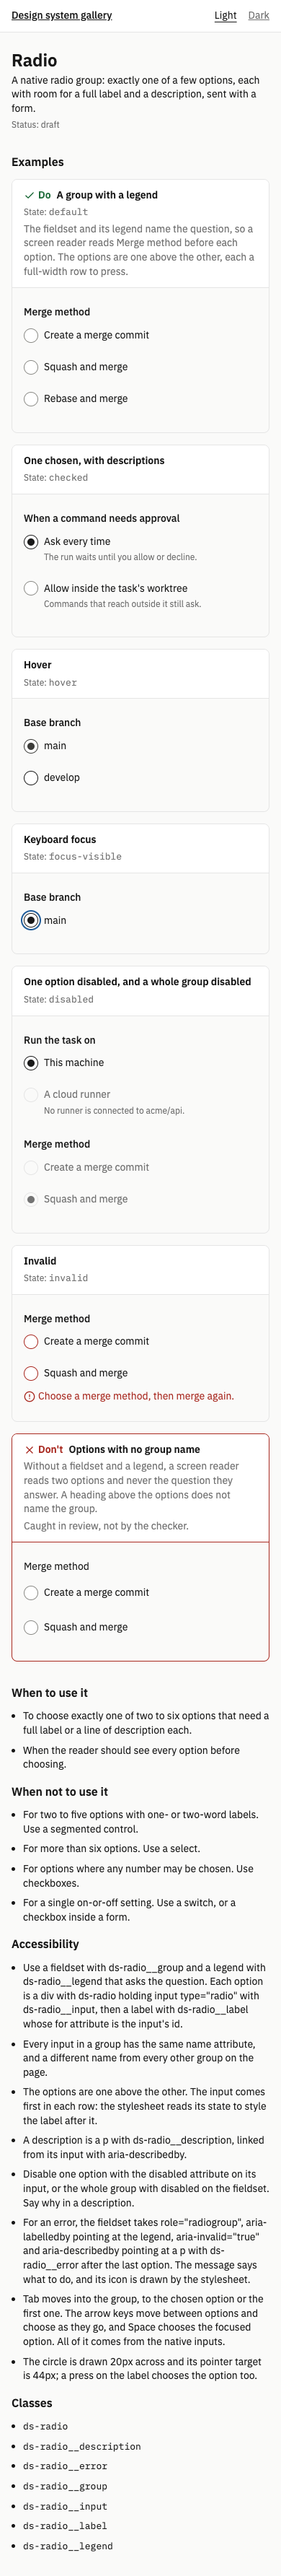 Design system gallery
Light
Dark
Radio
A native radio group: exactly one of a few options, each
with room for a full label and a description, sent with a
form.
Status: draft
Examples
Do A group with a legend
State: default
The fieldset and its legend name the question, so a
screen reader reads Merge method before each
option. The options are one above the other, each a
full-width row to press.
Merge method
Create a merge commit
Squash and merge
Rebase and merge
One chosen, with descriptions
State: checked
When a command needs approval
Ask every time
The run waits until you allow or decline.
Allow inside the task's worktree
Commands that reach outside it still ask.
Hover
State: hover
Base branch
main
develop
Keyboard focus
State: focus-visible
Base branch
main
One option disabled, and a whole group disabled
State: disabled
Run the task on
This machine
A cloud runner
No runner is connected to acme/api.
Merge method
Create a merge commit
Squash and merge
Invalid
State: invalid
Merge method
Create a merge commit
Squash and merge
Choose a merge method, then merge again.
Don't Options with no group name
Without a fieldset and a legend, a screen reader
reads two options and never the question they
answer. A heading above the options does not
name the group.
Caught in review, not by the checker.
Merge method
Create a merge commit
Squash and merge
When to use it
To choose exactly one of two to six options that need a
full label or a line of description each.
When the reader should see every option before
choosing.
When not to use it
For two to five options with one- or two-word labels.
Use a segmented control.
For more than six options. Use a select.
For options where any number may be chosen. Use
checkboxes.
For a single on-or-off setting. Use a switch, or a
checkbox inside a form.
Accessibility
Use a fieldset with ds-radio__group and a legend with
ds-radio__legend that asks the question. Each option
is a div with ds-radio holding input type="radio" with
ds-radio__input, then a label with ds-radio__label
whose for attribute is the input's id.
Every input in a group has the same name attribute,
and a different name from every other group on the
page.
The options are one above the other. The input comes
first in each row: the stylesheet reads its state to style
the label after it.
A description is a p with ds-radio__description, linked
from its input with aria-describedby.
Disable one option with the disabled attribute on its
input, or the whole group with disabled on the fieldset.
Say why in a description.
For an error, the fieldset takes role="radiogroup", aria-
labelledby pointing at the legend, aria-invalid="true"
and aria-describedby pointing at a p with ds-
radio__error after the last option. The message says
what to do, and its icon is drawn by the stylesheet.
Tab moves into the group, to the chosen option or the
first one. The arrow keys move between options and
choose as they go, and Space chooses the focused
option. All of it comes from the native inputs.
The circle is drawn 20px across and its pointer target
is 44px; a press on the label chooses the option too.
Classes
ds-radio
ds-radio__description
ds-radio__error
ds-radio__group
ds-radio__input
ds-radio__label
ds-radio__legend